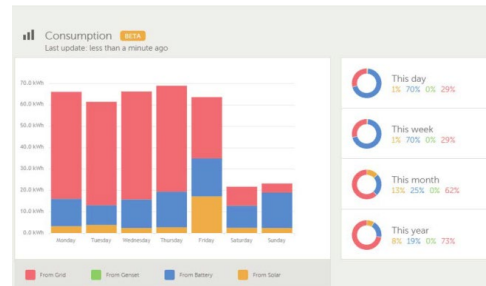 Consumption BETA
Last update: less than a minute ago
70.0 kWh
60.0 kWh
50.0 kWh
40.0 kWh
30.0 kWh
20.0 kWh
10.0 kWh
0.0 kWh
Monday Tuesday Wednesday Thursday Friday Saturday Sunday
From Grid From Genset From Battery From Solar
This day
1% 70% 0% 29%
This week
1% 70% 0% 29%
This month
13% 25% 0% 62%
This year
8% 19% 0% 73%